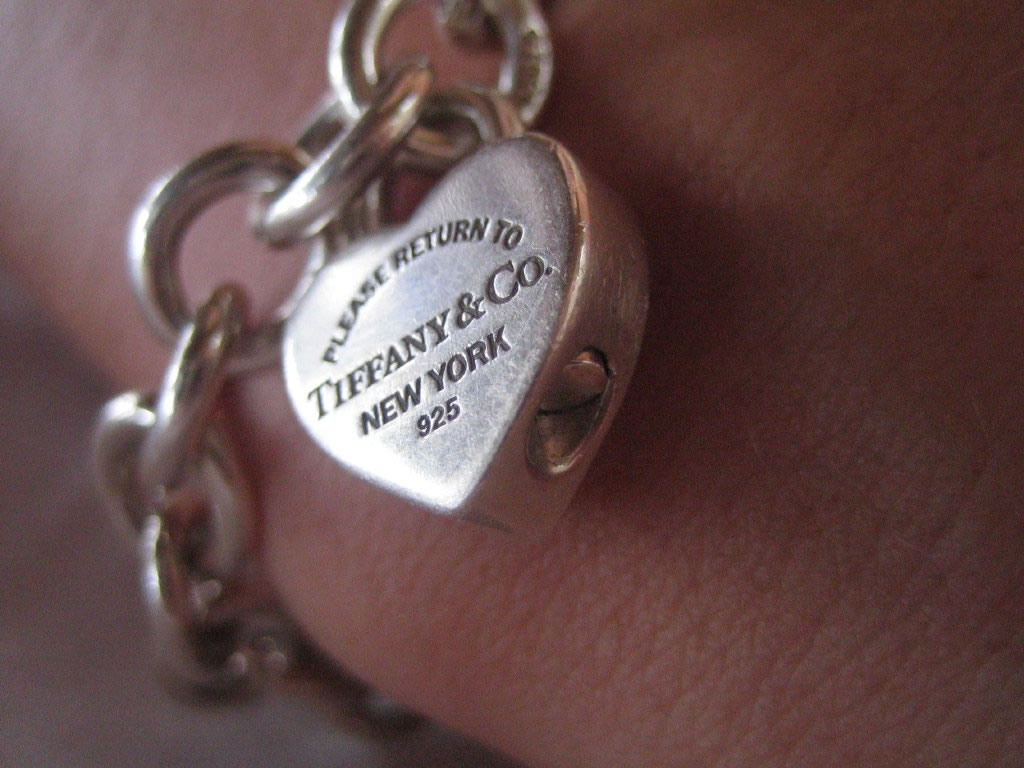 PLEASE RETURN TO
TIFFANY & CO.
NEW YORK
925